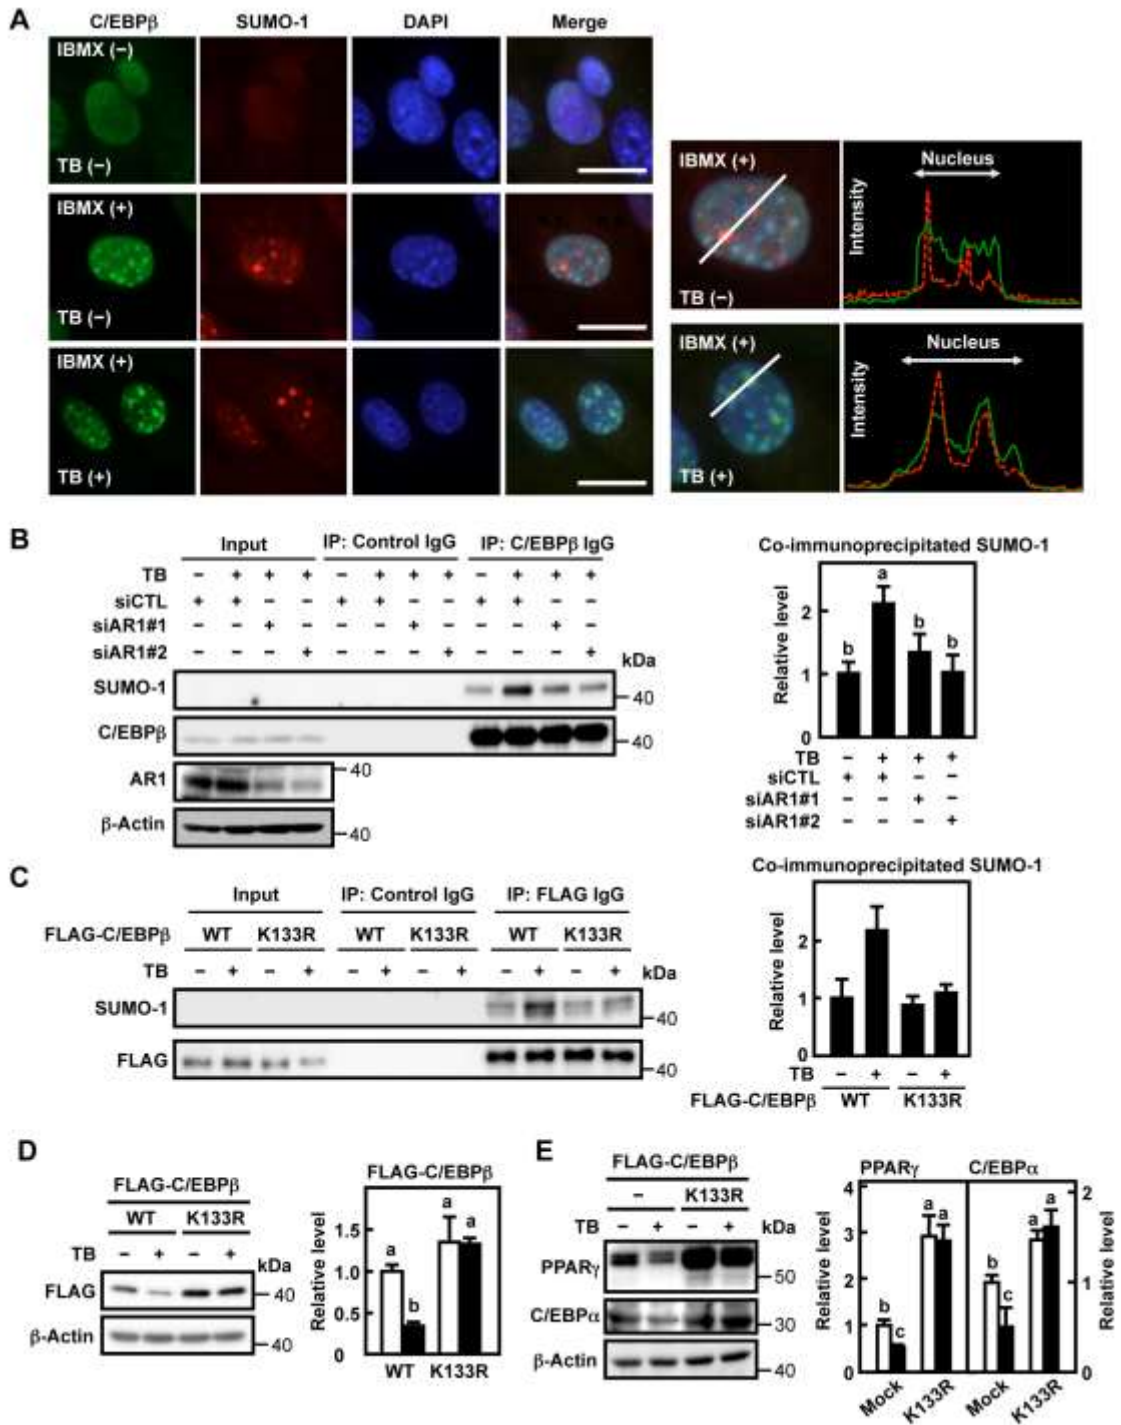 A
C/EBPβ SUMO-1 DAPI Merge
IBMX (−)
TB (−)
IBMX (+)
TB (−)
IBMX (+)
TB (+)
IBMX (+)
TB (−)
Nucleus
Intensity
IBMX (+)
TB (+)
Nucleus
Intensity
B
Input IP: Control IgG IP: C/EBPβ IgG
TB − + + + − + + + − + + +
siCTL + + − − + + − − + + − −
siAR1#1 − − + − − − + − − − + −
siAR1#2 − − − + − − − + − − − +
kDa
SUMO-1 40
C/EBPβ 40
AR1 40
β-Actin 40
Co-immunoprecipitated SUMO-1
Relative level
2
1
0
b a b b
TB − + + +
siCTL + + − −
siAR1#1 − − + −
siAR1#2 − − − +
C
Input IP: Control IgG IP: FLAG IgG
FLAG-C/EBPβ WT K133R WT K133R WT K133R
TB − + − + − + − + − + − + kDa
SUMO-1 40
FLAG 40
Co-immunoprecipitated SUMO-1
Relative level
2
1
0
TB − + − +
FLAG-C/EBPβ WT K133R
D
FLAG-C/EBPβ
WT K133R
TB − + − +
kDa
FLAG 40
β-Actin 40
FLAG-C/EBPβ
Relative level
1.5
1.0
0.5
0
a b a a
WT K133R
E
FLAG-C/EBPβ
− K133R
TB − + − + kDa
PPARγ 50
C/EBPα 30
β-Actin 40
PPARγ C/EBPα
Relative level
4
3
2
1
0
b c a a b c a a
2
1
0
Relative level
Mock K133R Mock K133R